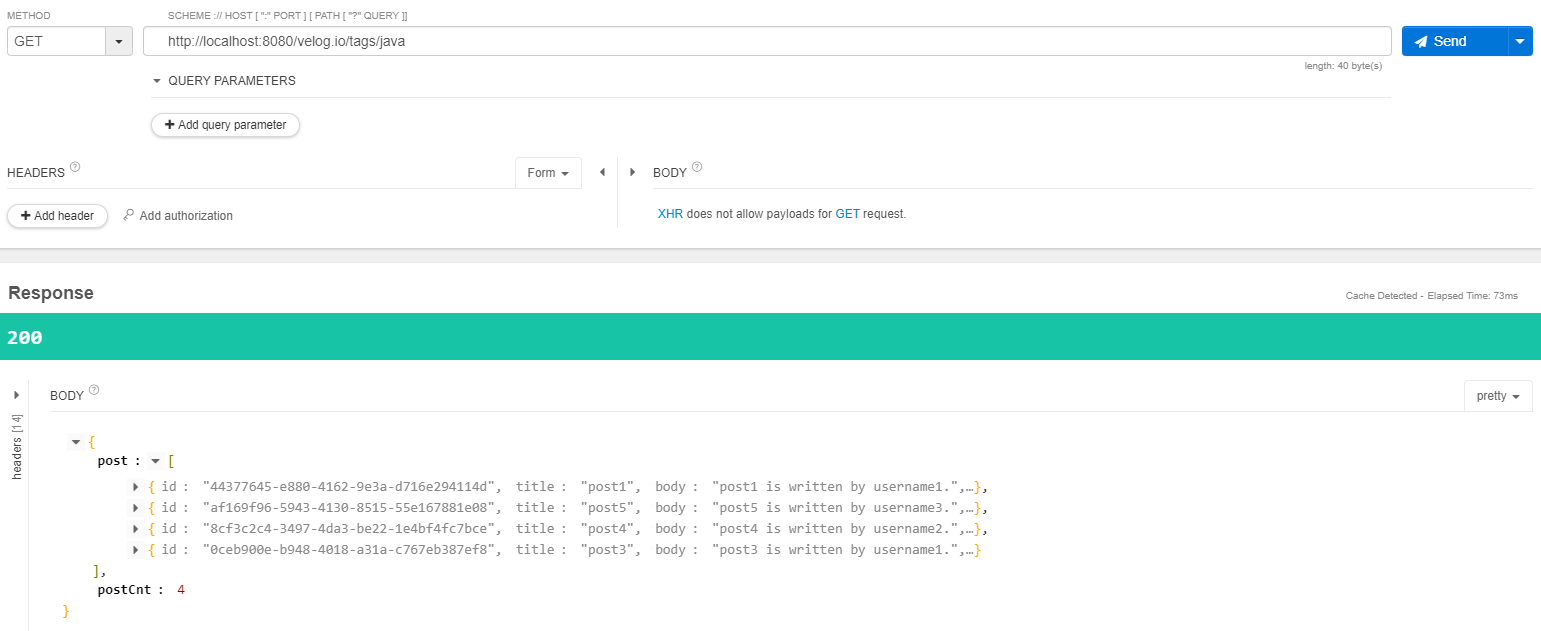 METHOD SCHEME :// HOST [ ":" PORT ] [ PATH [ "?" QUERY ]]
GET http://localhost:8080/velog.io/tags/java Send
length: 40 byte(s)
QUERY PARAMETERS
+ Add query parameter
HEADERS ? Form BODY ?
+ Add header Add authorization XHR does not allow payloads for GET request.
Response
Cache Detected - Elapsed Time: 73ms
200
BODY ? pretty
headers [14]
{
post : [
{ id : "44377645-e880-4162-9e3a-d716e294114d", title : "post1", body : "post1 is written by username1.",…},
{ id : "af169f96-5943-4130-8515-55e167881e08", title : "post5", body : "post5 is written by username3.",…},
{ id : "8cf3c2c4-3497-4da3-be22-1e4bf4fc7bce", title : "post4", body : "post4 is written by username2.",…},
{ id : "0ceb900e-b948-4018-a31a-c767eb387ef8", title : "post3", body : "post3 is written by username1.",…}
],
postCnt : 4
}